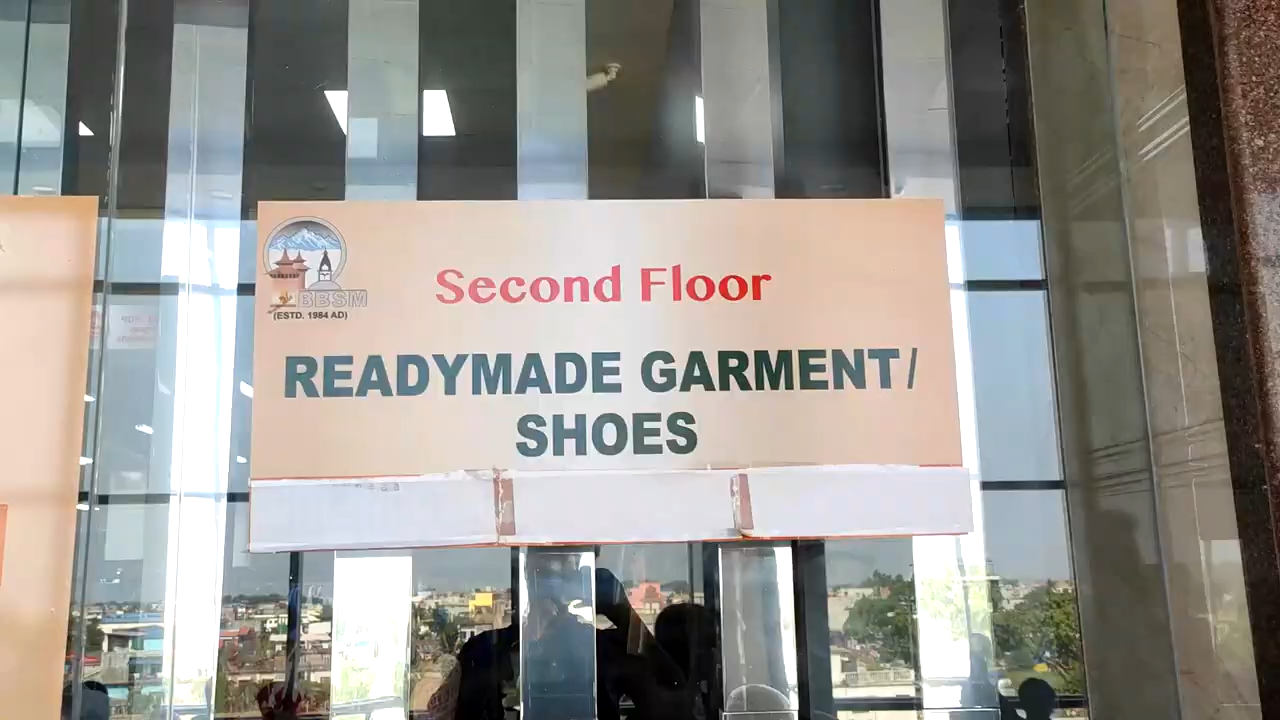 BBSM
(ESTD. 1984 AD)
Second Floor
READYMADE GARMENT/
SHOES